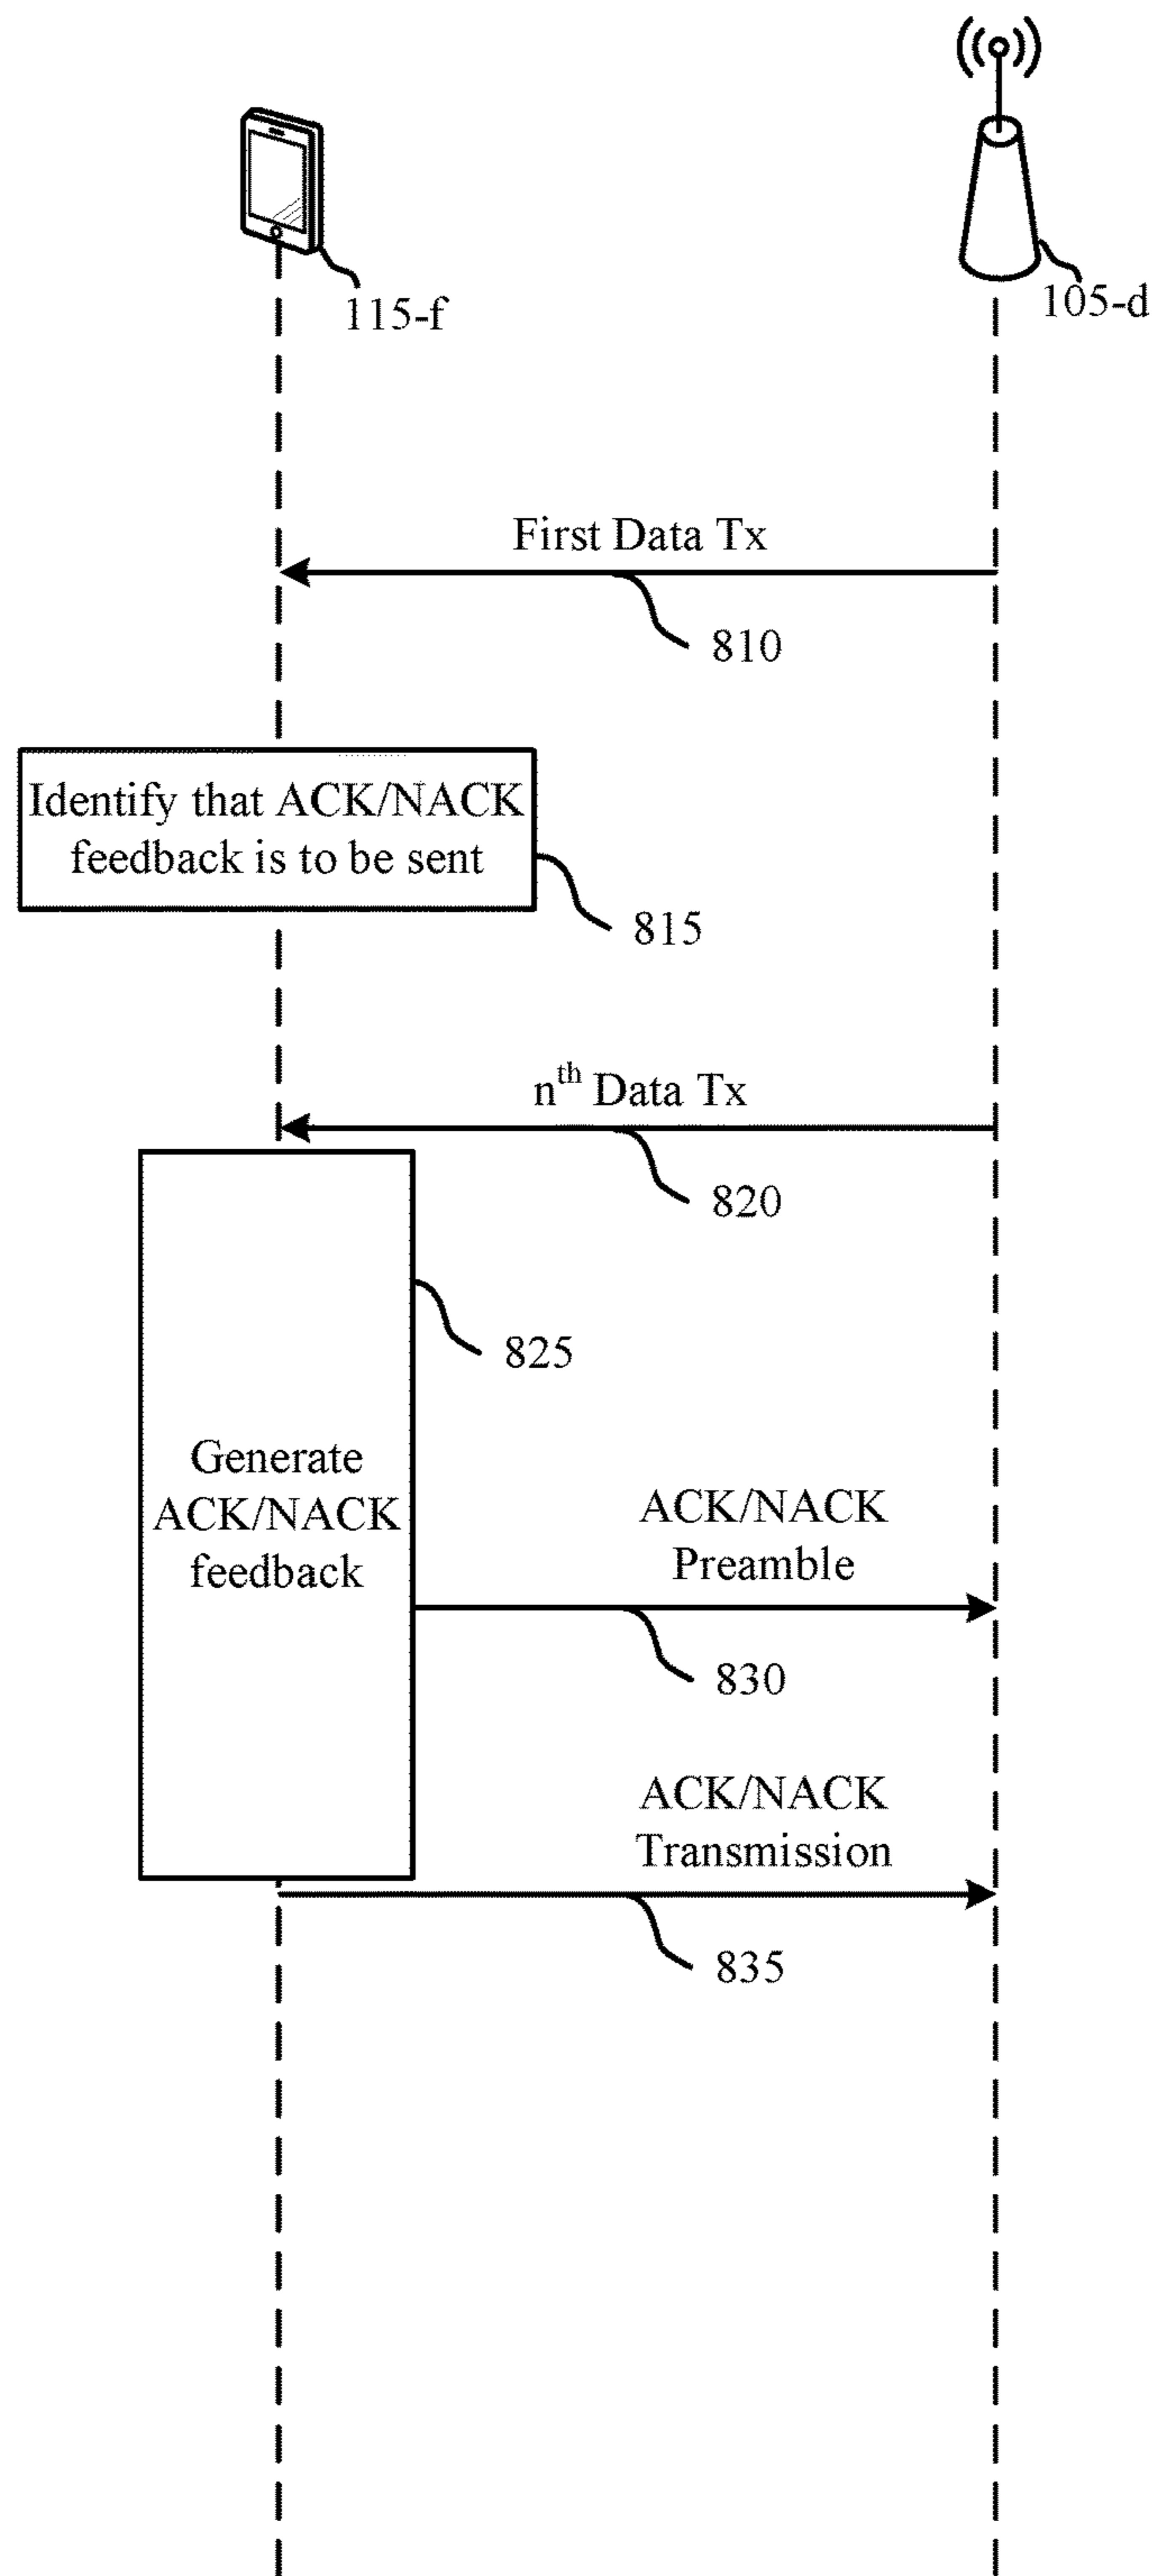 115-f
105-d
First Data Tx
810
Identify that ACK/NACK
feedback is to be sent
815
nth Data Tx
820
825
Generate
ACK/NACK
feedback
ACK/NACK
Preamble
830
ACK/NACK
Transmission
835